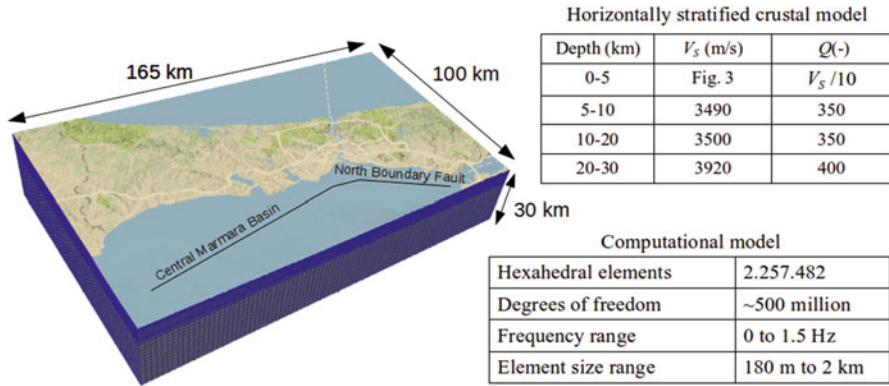 165 km
100 km
30 km
North Boundary Fault
Central Marmara Basin
Horizontally stratified crustal model
Depth (km) V_S (m/s) Q(-)
0-5 Fig. 3 V_S /10
5-10 3490 350
10-20 3500 350
20-30 3920 400
Computational model
Hexahedral elements 2.257.482
Degrees of freedom ~500 million
Frequency range 0 to 1.5 Hz
Element size range 180 m to 2 km